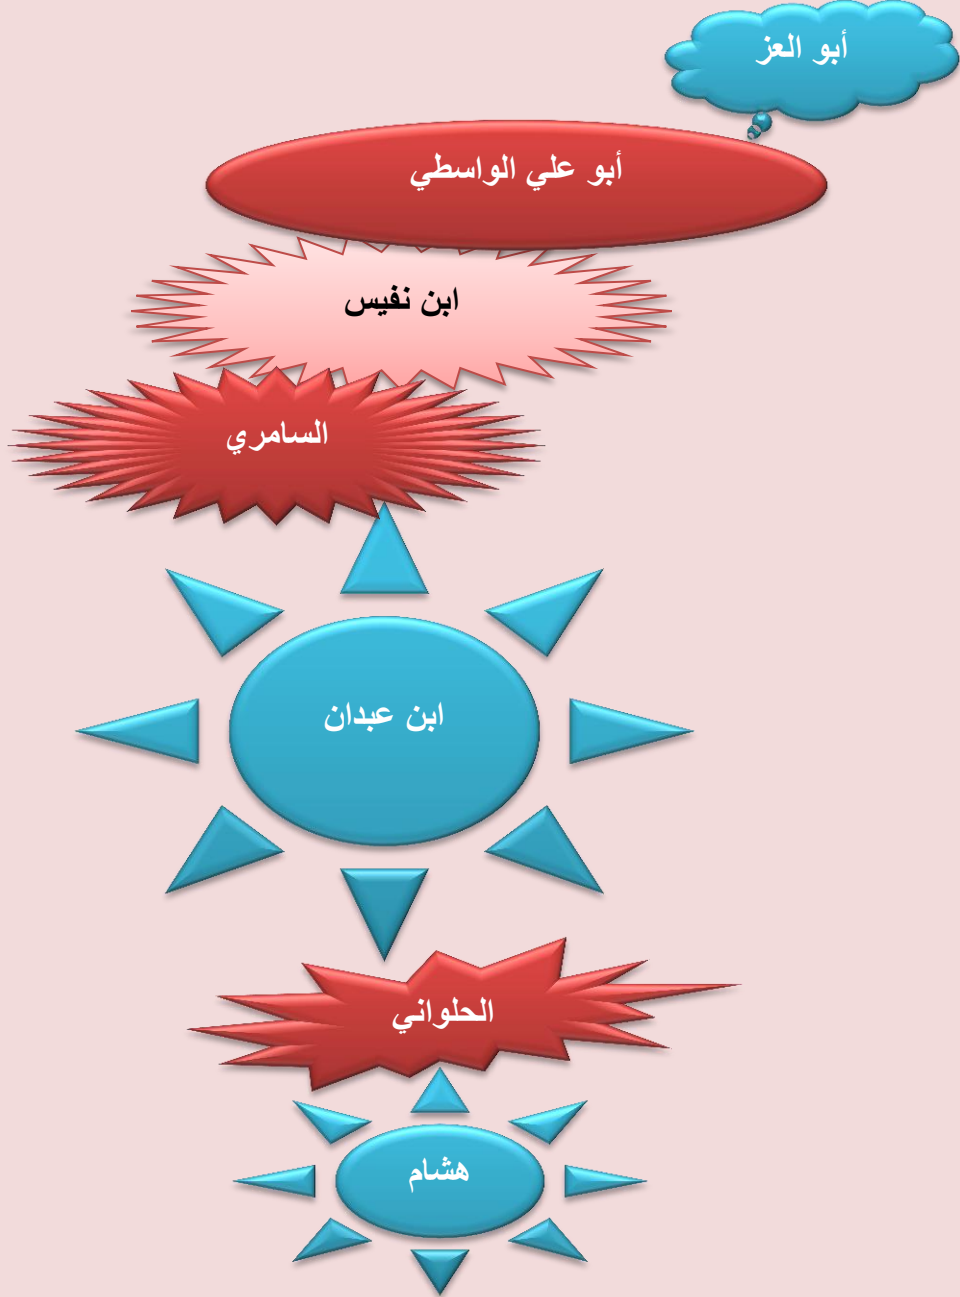 أبو العز
أبو علي الواسطي
ابن نفيس
السامري
ابن عبدان
الحلواني
هشام